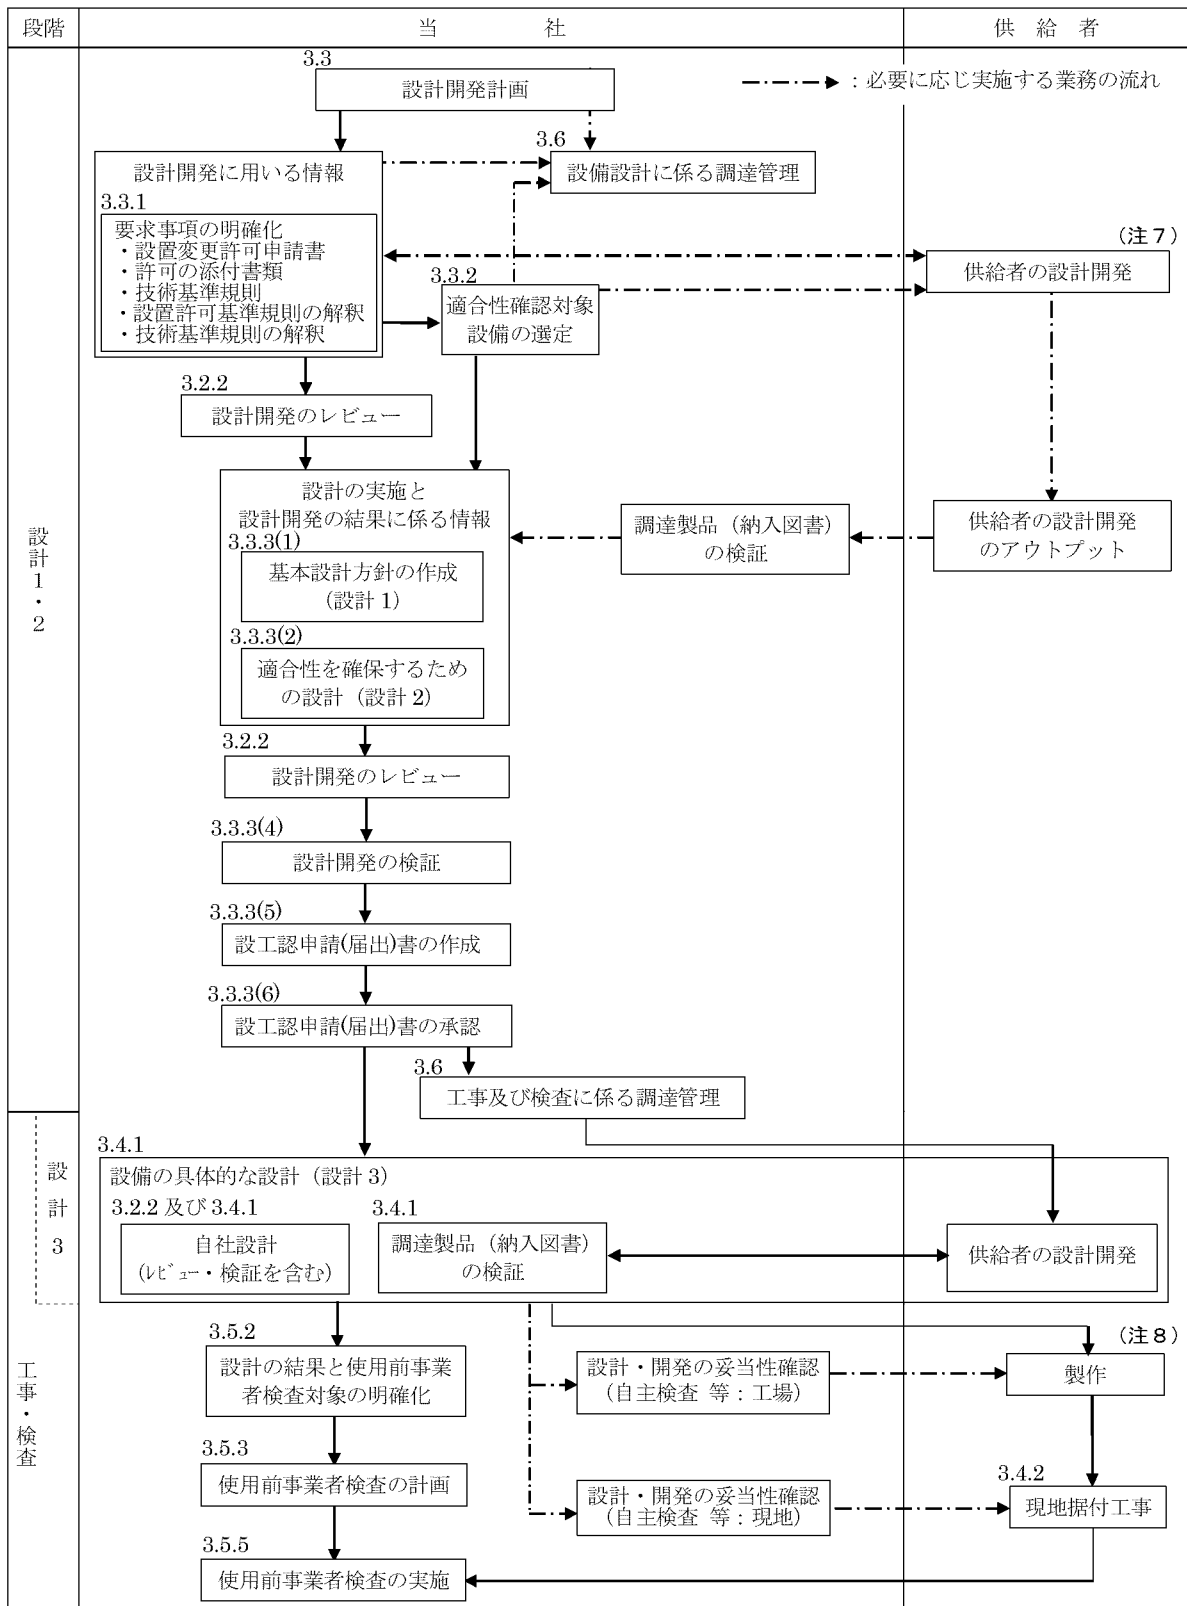 段階
当　　　社
供　給　者
3.3
設計開発計画
：必要に応じ実施する業務の流れ
3.6
設備設計に係る調達管理
設計開発に用いる情報
3.3.1
要求事項の明確化
・設置変更許可申請書
・許可の添付書類
・技術基準規則
・設置許可基準規則の解釈
・技術基準規則の解釈
3.3.2
適合性確認対象
設備の選定
（注７）
供給者の設計開発
3.2.2
設計開発のレビュー
設計の実施と
設計開発の結果に係る情報
3.3.3(1)
基本設計方針の作成
(設計 1)
3.3.3(2)
適合性を確保するため
の設計（設計 2)
調達製品（納入図書）
の検証
供給者の設計開発
のアウトプット
設計１・２
3.2.2
設計開発のレビュー
3.3.3(4)
設計開発の検証
3.3.3(5)
設工認申請(届出)書の作成
3.3.3(6)
設工認申請(届出)書の承認
3.6
工事及び検査に係る調達管理
設計３
3.4.1
設備の具体的な設計（設計 3）
3.2.2 及び 3.4.1
自社設計
(ﾚﾋﾞｭｰ・検証を含む)
3.4.1
調達製品（納入図書）
の検証
供給者の設計開発
工事・検査
3.5.2
設計の結果と使用前事業
者検査対象の明確化
設計・開発の妥当性確認
（自主検査 等：工場）
（注８）
製作
3.5.3
使用前事業者検査の計画
設計・開発の妥当性確認
（自主検査 等：現地）
3.4.2
現地据付工事
3.5.5
使用前事業者検査の実施